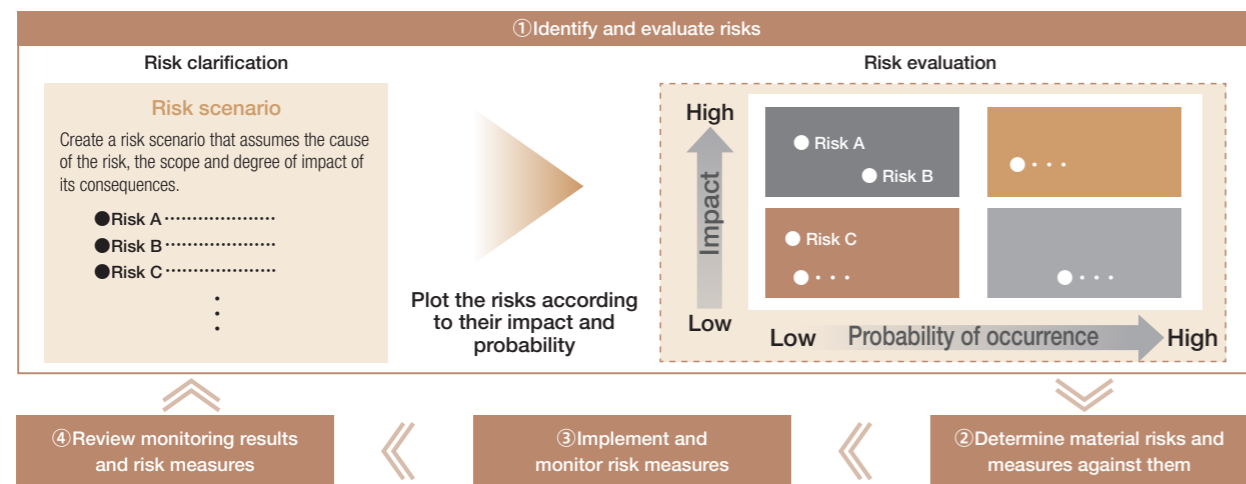 ①Identify and evaluate risks
Risk clarification
Risk scenario
Create a risk scenario that assumes the cause
of the risk, the scope and degree of impact of
its consequences.
●Risk A·····················
●Risk B·····················
●Risk C·····················
Plot the risks according
to their impact and
probability
Risk evaluation
High
Impact
Low
Risk A
Risk B
Risk C
Low
Probability of occurrence
High
②Determine material risks and
measures against them
③Implement and
monitor risk measures
④Review monitoring results
and risk measures